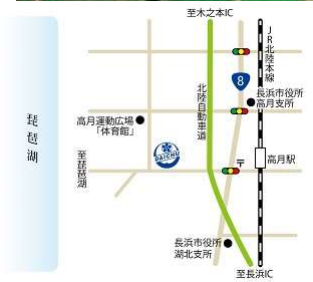 至木之本IC
JR北陸本線
8
長浜市役所
高月支所
北陸自動車道
高月運動広場
「体育館」
琵琶湖
至琵琶湖
DAICHU
〒
高月駅
長浜市役所
湖北支所
至長浜IC